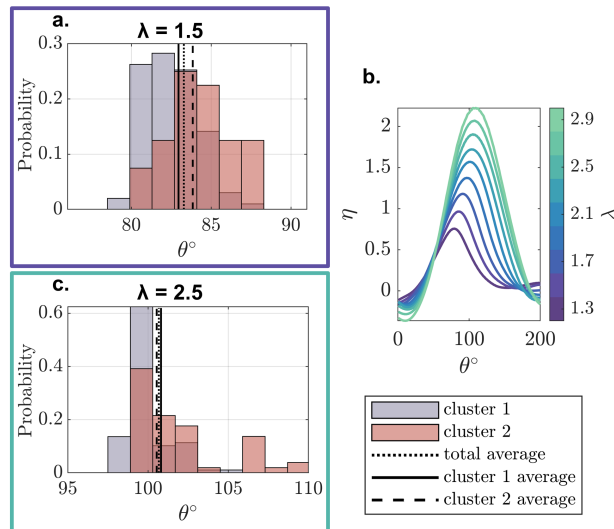 a.
λ = 1.5
0.3
0.2
0.1
0
Probability
80
85
90
θ°
b.
2
1.5
1
0.5
0
η
0
100
200
θ°
2.9
2.5
2.1
1.7
1.3
λ
c.
λ = 2.5
0.6
0.4
0.2
0
Probability
95
100
105
110
θ°
cluster 1
cluster 2
total average
cluster 1 average
cluster 2 average